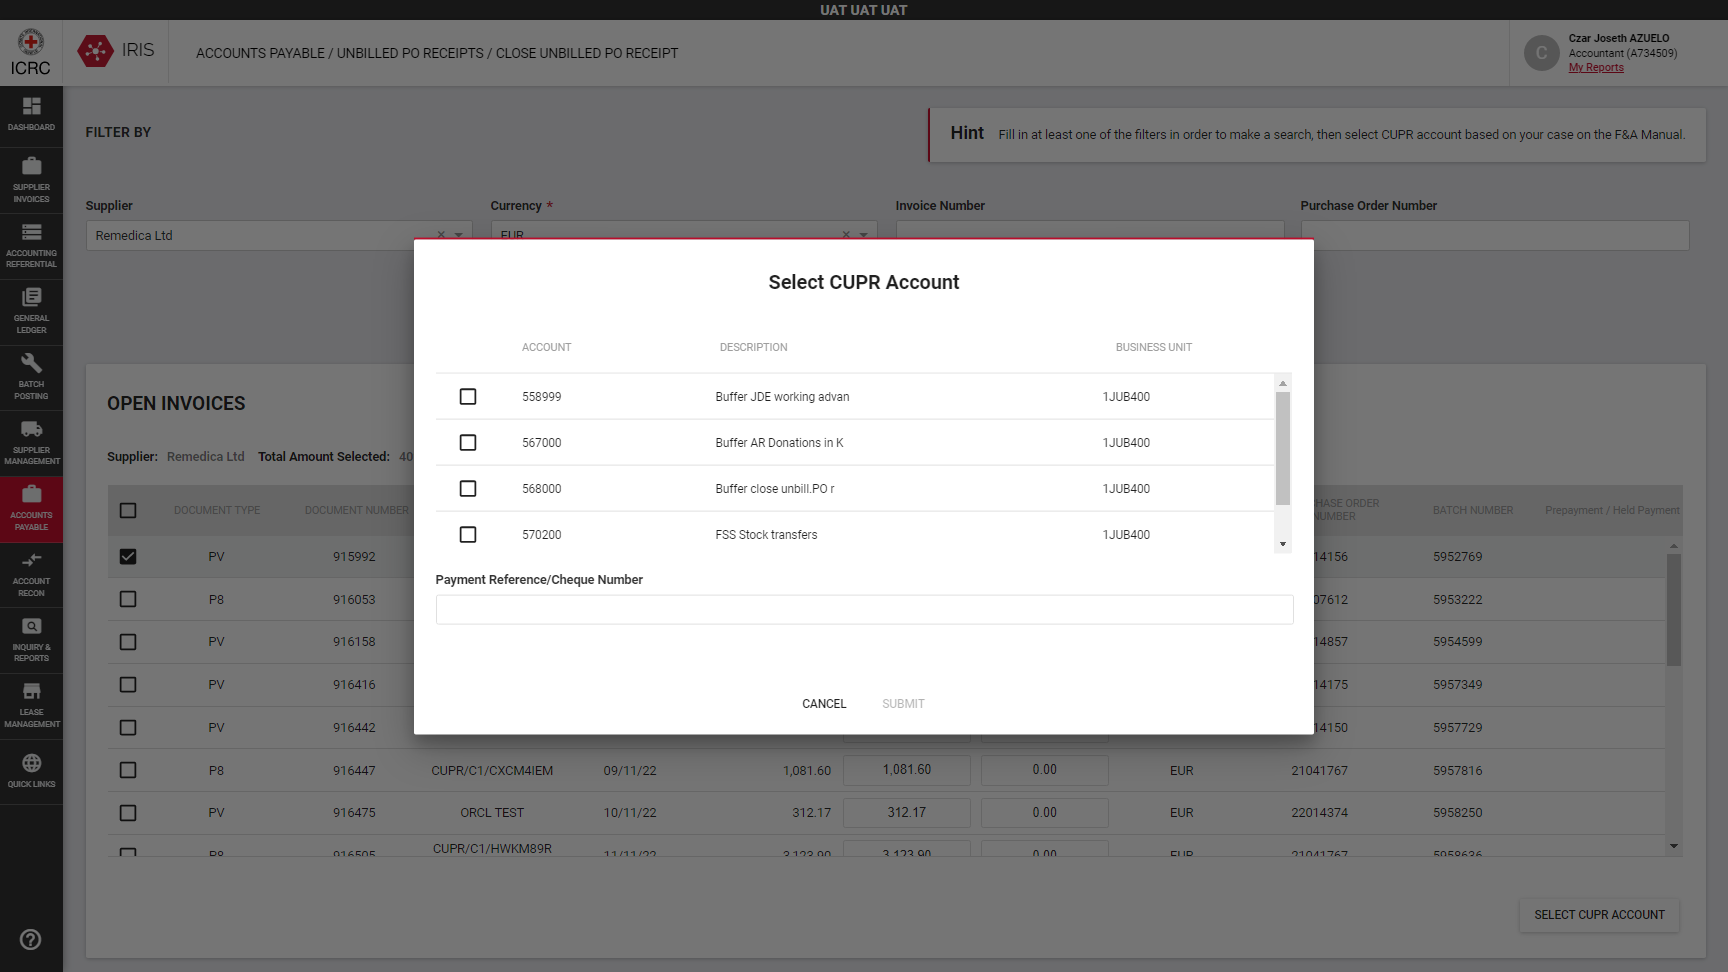 UAT UAT UAT
ICRC
IRIS
ACCOUNTS PAYABLE / UNBILLED PO RECEIPTS / CLOSE UNBILLED PO RECEIPT
C
Czar Joseth AZUELO
Accountant (A734509)
My Reports
DASHBOARD
SUPPLIER
INVOICES
ACCOUNTING
REFERENTIAL
GENERAL
LEDGER
BATCH
POSTING
SUPPLIER
MANAGEMENT
ACCOUNTS
PAYABLE
ACCOUNT
RECON
INQUIRY &
REPORTS
LEASE
MANAGEMENT
QUICK LINKS
FILTER BY
Hint Fill in at least one of the filters in order to make a search, then select CUPR account based on your case on the F&A Manual.
Supplier Currency * Invoice Number Purchase Order Number
Remedica Ltd EUR
Select CUPR Account
ACCOUNT DESCRIPTION BUSINESS UNIT
558999 Buffer JDE working advan 1JUB400
567000 Buffer AR Donations in K 1JUB400
568000 Buffer close unbill.PO r 1JUB400
570200 FSS Stock transfers 1JUB400
Payment Reference/Cheque Number
CANCEL SUBMIT
OPEN INVOICES
Supplier: Remedica Ltd Total Amount Selected: 40
DOCUMENT TYPE DOCUMENT NUMBER HASE ORDER NUMBER BATCH NUMBER Prepayment / Held Payment
PV 915992 14156 5952769
P8 916053 07612 5953222
PV 916158 14857 5954599
PV 916416 14175 5957349
PV 916442 14150 5957729
P8 916447 CUPR/C1/CXCM4IEM 09/11/22 1,081.60 1,081.60 0.00 EUR 21041767 5957816
PV 916475 ORCL TEST 10/11/22 312.17 312.17 0.00 EUR 22014374 5958250
P8 916505 CUPR/C1/HWKM89R 11/11/22 3,123.90 3,123.90 0.00 EUR 21041767 5958636
SELECT CUPR ACCOUNT